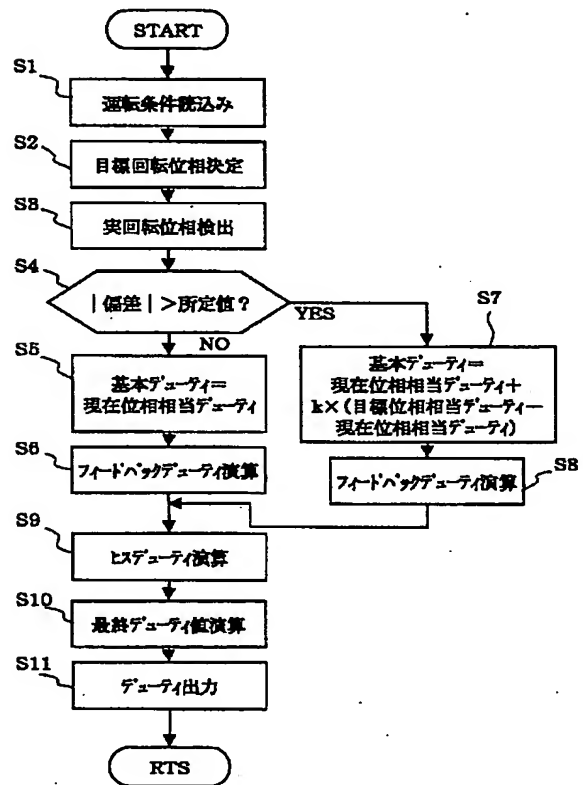 START
S1
運転条件読込み
S2
目標回転位相決定
S3
実回転位相検出
S4
|偏差|>所定値?
YES
NO
S5
基本デューティ=
現在位相相当デューティ
S7
基本デューティ=
現在位相相当デューティ+
k×(目標位相相当デューティー
現在位相相当デューティ)
S6
フィードバックデューティ演算
S8
フィードバックデューティ演算
S9
ヒスデューティ演算
S10
最終デューティ値演算
S11
デューティ出力
RTS